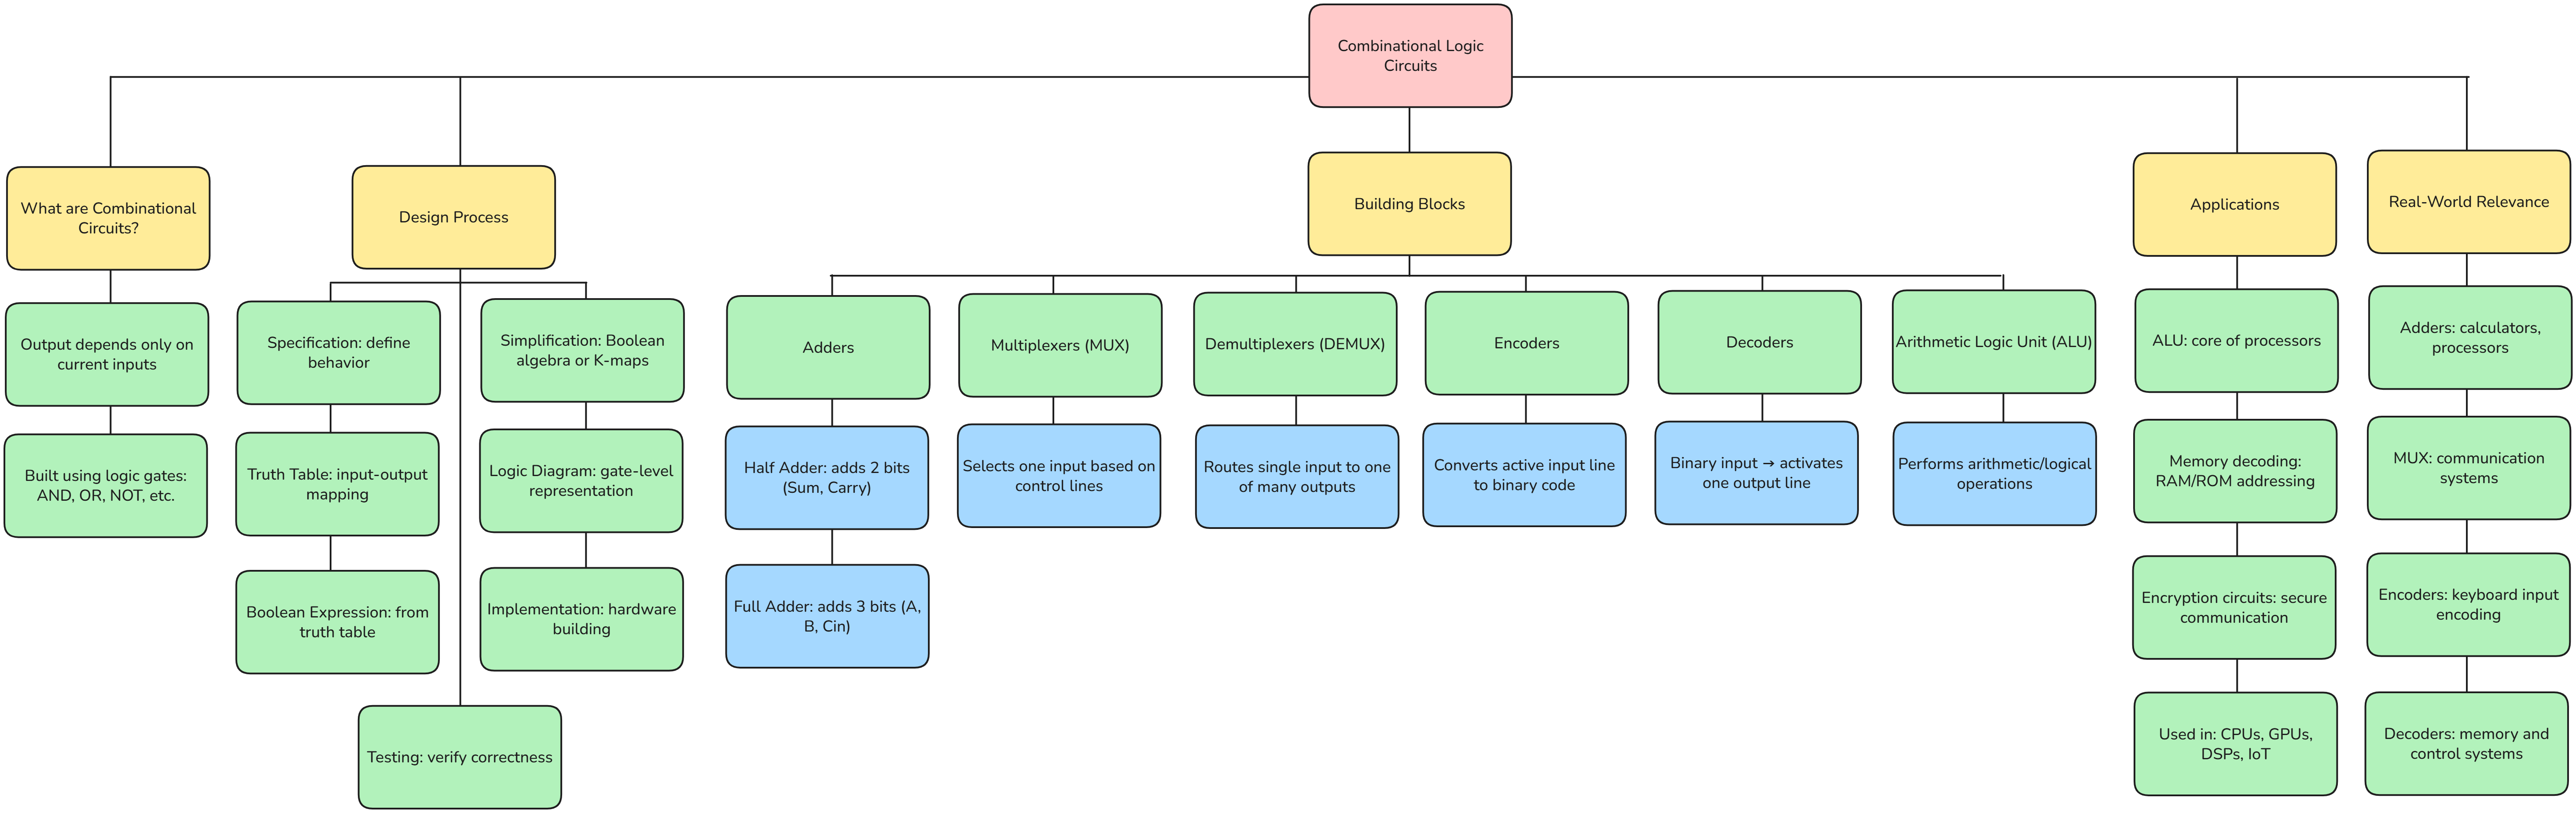 Combinational Logic
Circuits
What are Combinational
Circuits?
Design Process
Building Blocks
Applications
Real-World Relevance
Output depends only on
current inputs
Built using logic gates:
AND, OR, NOT, etc.
Specification: define
behavior
Truth Table: input-output
mapping
Boolean Expression: from
truth table
Simplification: Boolean
algebra or K-maps
Logic Diagram: gate-level
representation
Implementation: hardware
building
Testing: verify correctness
Adders
Half Adder: adds 2 bits
(Sum, Carry)
Full Adder: adds 3 bits (A,
B, Cin)
Multiplexers (MUX)
Selects one input based on
control lines
Demultiplexers (DEMUX)
Routes single input to one
of many outputs
Encoders
Converts active input line
to binary code
Decoders
Binary input → activates
one output line
Arithmetic Logic Unit (ALU)
Performs arithmetic/logical
operations
ALU: core of processors
Memory decoding:
RAM/ROM addressing
Encryption circuits: secure
communication
Used in: CPUs, GPUs,
DSPs, IoT
Adders: calculators,
processors
MUX: communication
systems
Encoders: keyboard input
encoding
Decoders: memory and
control systems